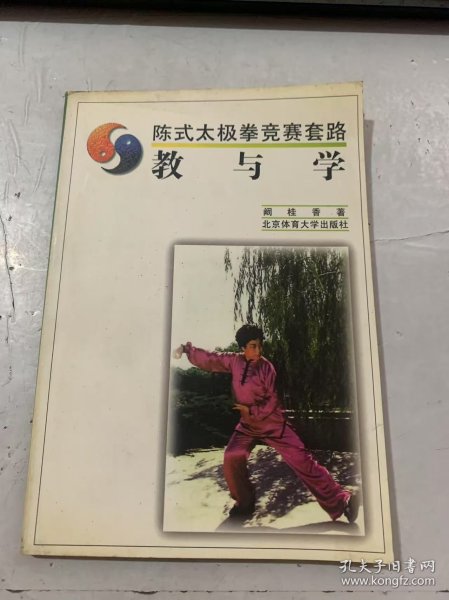 陈式太极拳竞赛套路
教与学
阚桂香著
北京体育大学出版社
孔夫子旧书网
www.kongfz.com